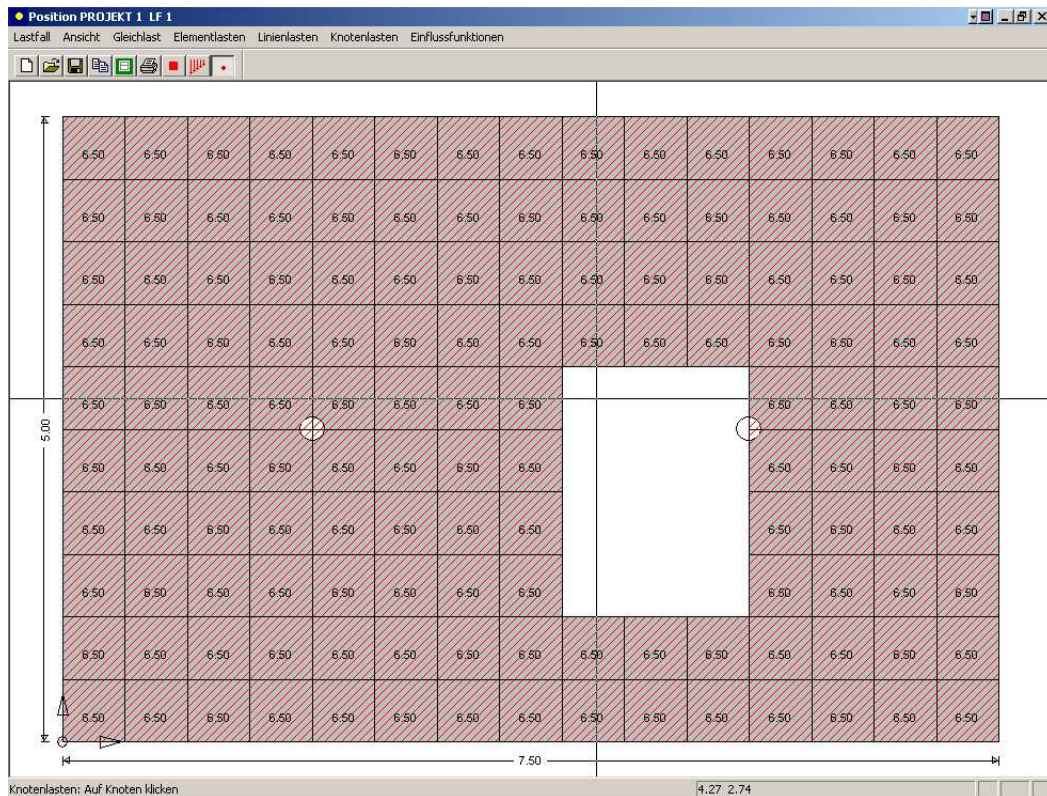 Position PROJEKT 1 LF 1
Lastfall Ansicht Gleichlast Elementlasten Linienlasten Knotenlasten Einflussfunktionen
6.50 6.50 6.50 6.50 6.50 6.50 6.50 6.50 6.50 6.50 6.50 6.50 6.50 6.50 6.50
6.50 6.50 6.50 6.50 6.50 6.50 6.50 6.50 6.50 6.50 6.50 6.50 6.50 6.50 6.50
6.50 6.50 6.50 6.50 6.50 6.50 6.50 6.50 6.50 6.50 6.50 6.50 6.50 6.50 6.50
6.50 6.50 6.50 6.50 6.50 6.50 6.50 6.50 6.50 6.50 6.50 6.50 6.50 6.50 6.50
6.50 6.50 6.50 6.50 6.50 6.50 6.50 6.50 6.50 6.50 6.50 6.50
5.00
6.50 6.50 6.50 6.50 6.50 6.50 6.50 6.50 6.50 6.50 6.50 6.50
6.50 6.50 6.50 6.50 6.50 6.50 6.50 6.50 6.50 6.50 6.50 6.50
6.50 6.50 6.50 6.50 6.50 6.50 6.50 6.50 6.50 6.50 6.50 6.50
6.50 6.50 6.50 6.50 6.50 6.50 6.50 6.50 6.50 6.50 6.50 6.50 6.50 6.50 6.50
6.50 6.50 6.50 6.50 6.50 6.50 6.50 6.50 6.50 6.50 6.50 6.50 6.50 6.50 6.50
7.50
Knotenlasten: Auf Knoten klicken 4.27 2.74